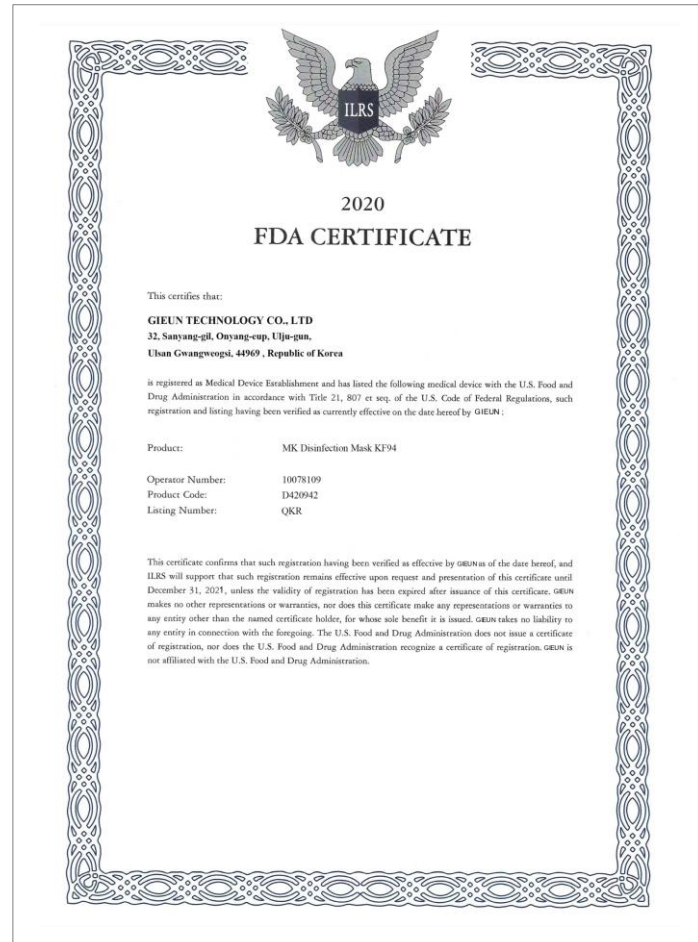 ILRS
2020
FDA CERTIFICATE
This certifies that:
GIEUN TECHNOLOGY CO., LTD
32, Sanyang-gil, Onyang-eup, Ulju-gun,
Ulsan Gwangweogsi, 44969 , Republic of Korea
is registered as Medical Device Establishment and has listed the following medical device with the U.S. Food and
Drug Administration in accordance with Title 21, 807 et seq. of the U.S. Code of Federal Regulations, such
registration and listing having been verified as currently effective on the date hereof by GIEUN ;
Product: MK Disinfection Mask KF94
Operator Number: 10078109
Product Code: D420942
Listing Number: QKR
This certificate confirms that such registration having been verified as effective by GIEUN as of the date hereof, and
ILRS will support that such registration remains effective upon request and presentation of this certificate until
December 31, 2021, unless the validity of registration has been expired after issuance of this certificate. GIEUN
makes no other representations or warranties, nor does this certificate make any representations or warranties to
any entity other than the named certificate holder, for whose sole benefit it is issued. GIEUN takes no liability to
any entity in connection with the foregoing. The U.S. Food and Drug Administration does not issue a certificate
of registration, nor does the U.S. Food and Drug Administration recognize a certificate of registration. GIEUN is
not affiliated with the U.S. Food and Drug Administration.